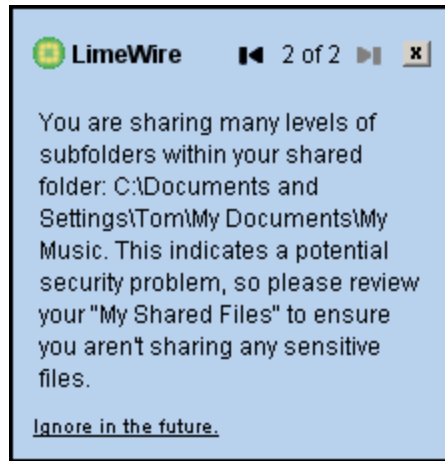 LimeWire 2 of 2 x
You are sharing many levels of
subfolders within your shared
folder: C:\Documents and
Settings\Tom\My Documents\My
Music. This indicates a potential
security problem, so please review
your "My Shared Files" to ensure
you aren't sharing any sensitive
files.
Ignore in the future.